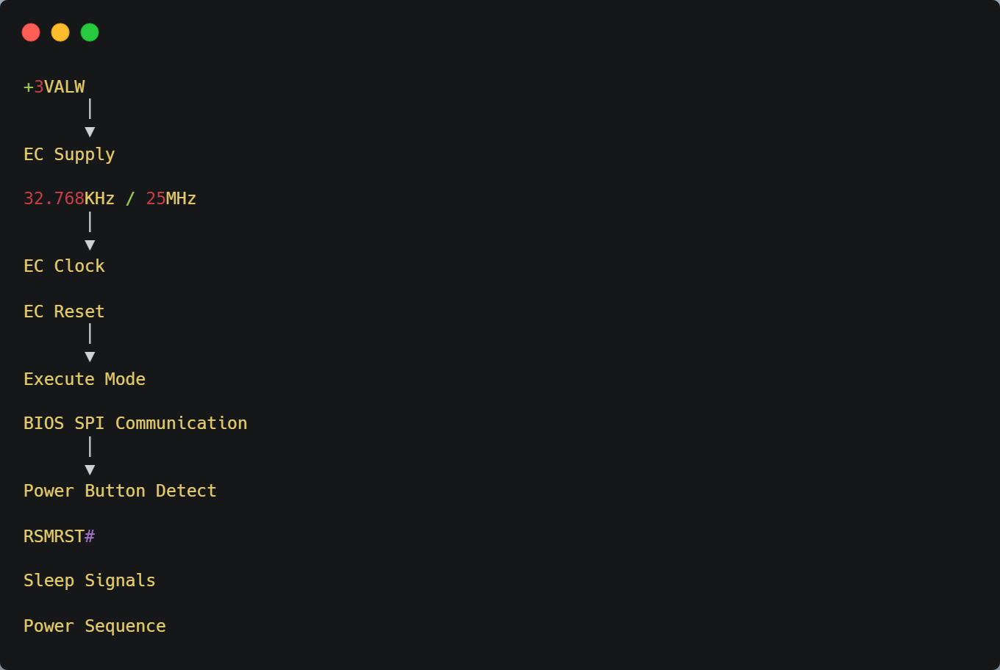 +3VALW
│
▼
EC Supply
32.768KHz / 25MHz
│
▼
EC Clock
EC Reset
│
▼
Execute Mode
BIOS SPI Communication
│
▼
Power Button Detect
RSMRST#
Sleep Signals
Power Sequence